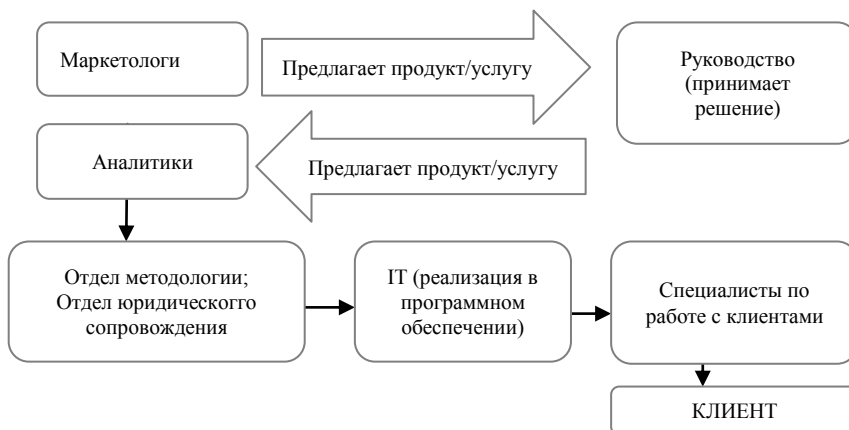 Маркетологи
Предлагает продукт/услугу
Руководство
(принимает
решение)
Аналитики
Предлагает продукт/услугу
Отдел методологии;
Отдел юридического
сопровождения
IT (реализация в
программном
обеспечении)
Специалисты по
работе с клиентами
КЛИЕНТ